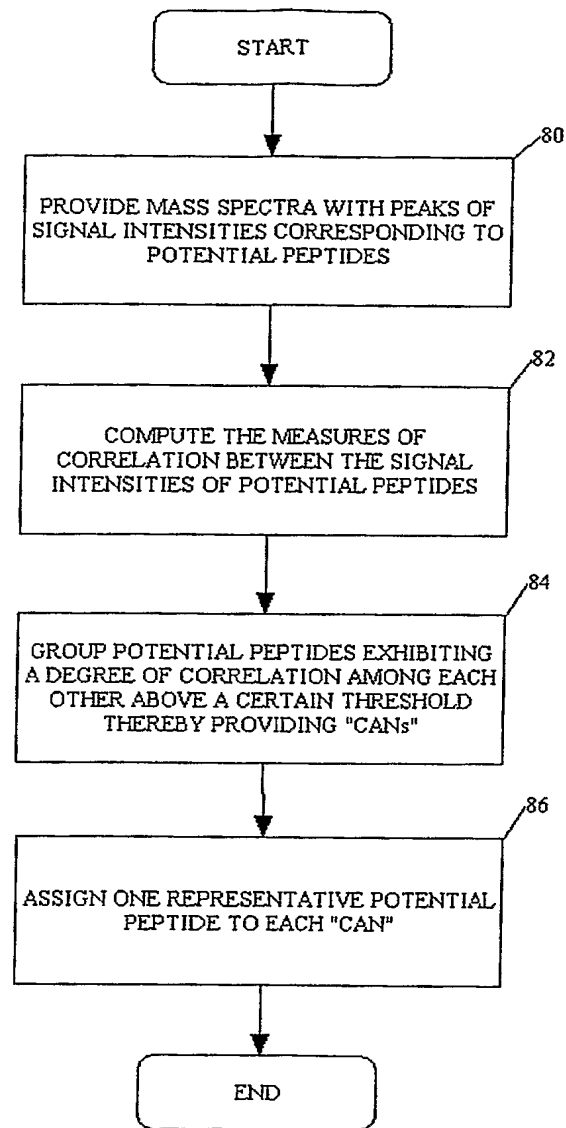 START
80
PROVIDE MASS SPECTRA WITH PEAKS OF
SIGNAL INTENSITIES CORRESPONDING TO
POTENTIAL PEPTIDES
82
COMPUTE THE MEASURES OF
CORRELATION BETWEEN THE SIGNAL
INTENSITIES OF POTENTIAL PEPTIDES
84
GROUP POTENTIAL PEPTIDES EXHIBITING
A DEGREE OF CORRELATION AMONG EACH
OTHER ABOVE A CERTAIN THRESHOLD
THEREBY PROVIDING "CANs"
86
ASSIGN ONE REPRESENTATIVE POTENTIAL
PEPTIDE TO EACH "CAN"
END